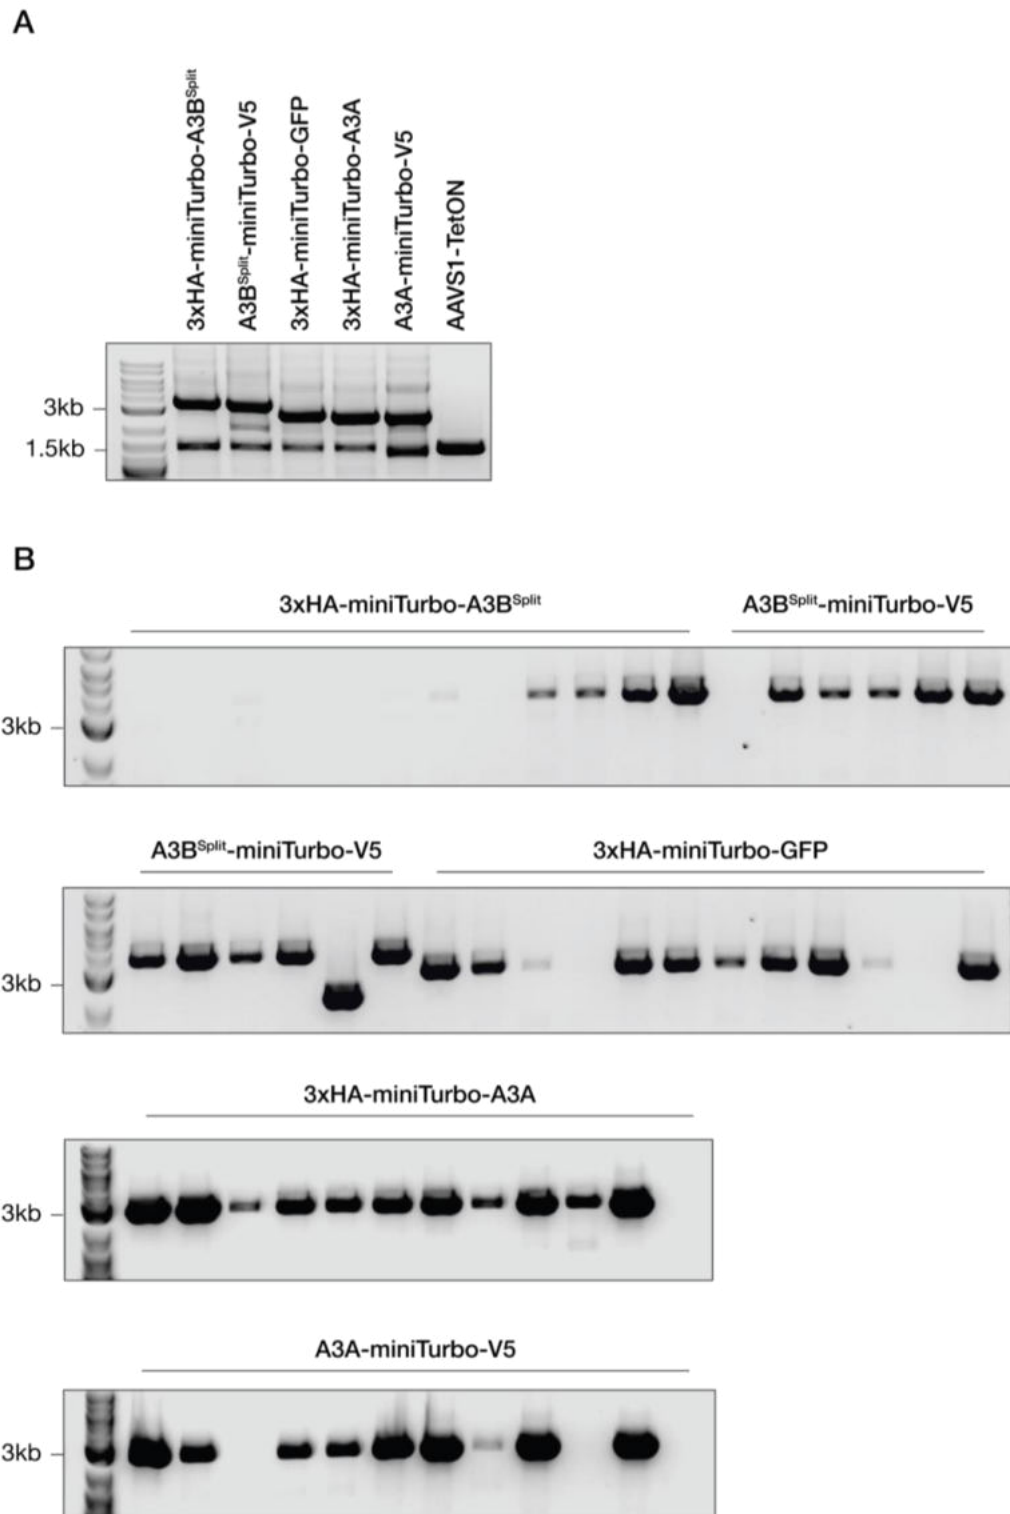 A
3xHA-miniTurbo-A3BSplit
A3BSplit-miniTurbo-V5
3xHA-miniTurbo-GFP
3xHA-miniTurbo-A3A
A3A-miniTurbo-V5
AAVS1-TetON
3kb
1.5kb
B
3xHA-miniTurbo-A3BSplit A3BSplit-miniTurbo-V5
3kb
A3BSplit-miniTurbo-V5 3xHA-miniTurbo-GFP
3kb
3xHA-miniTurbo-A3A
3kb
A3A-miniTurbo-V5
3kb